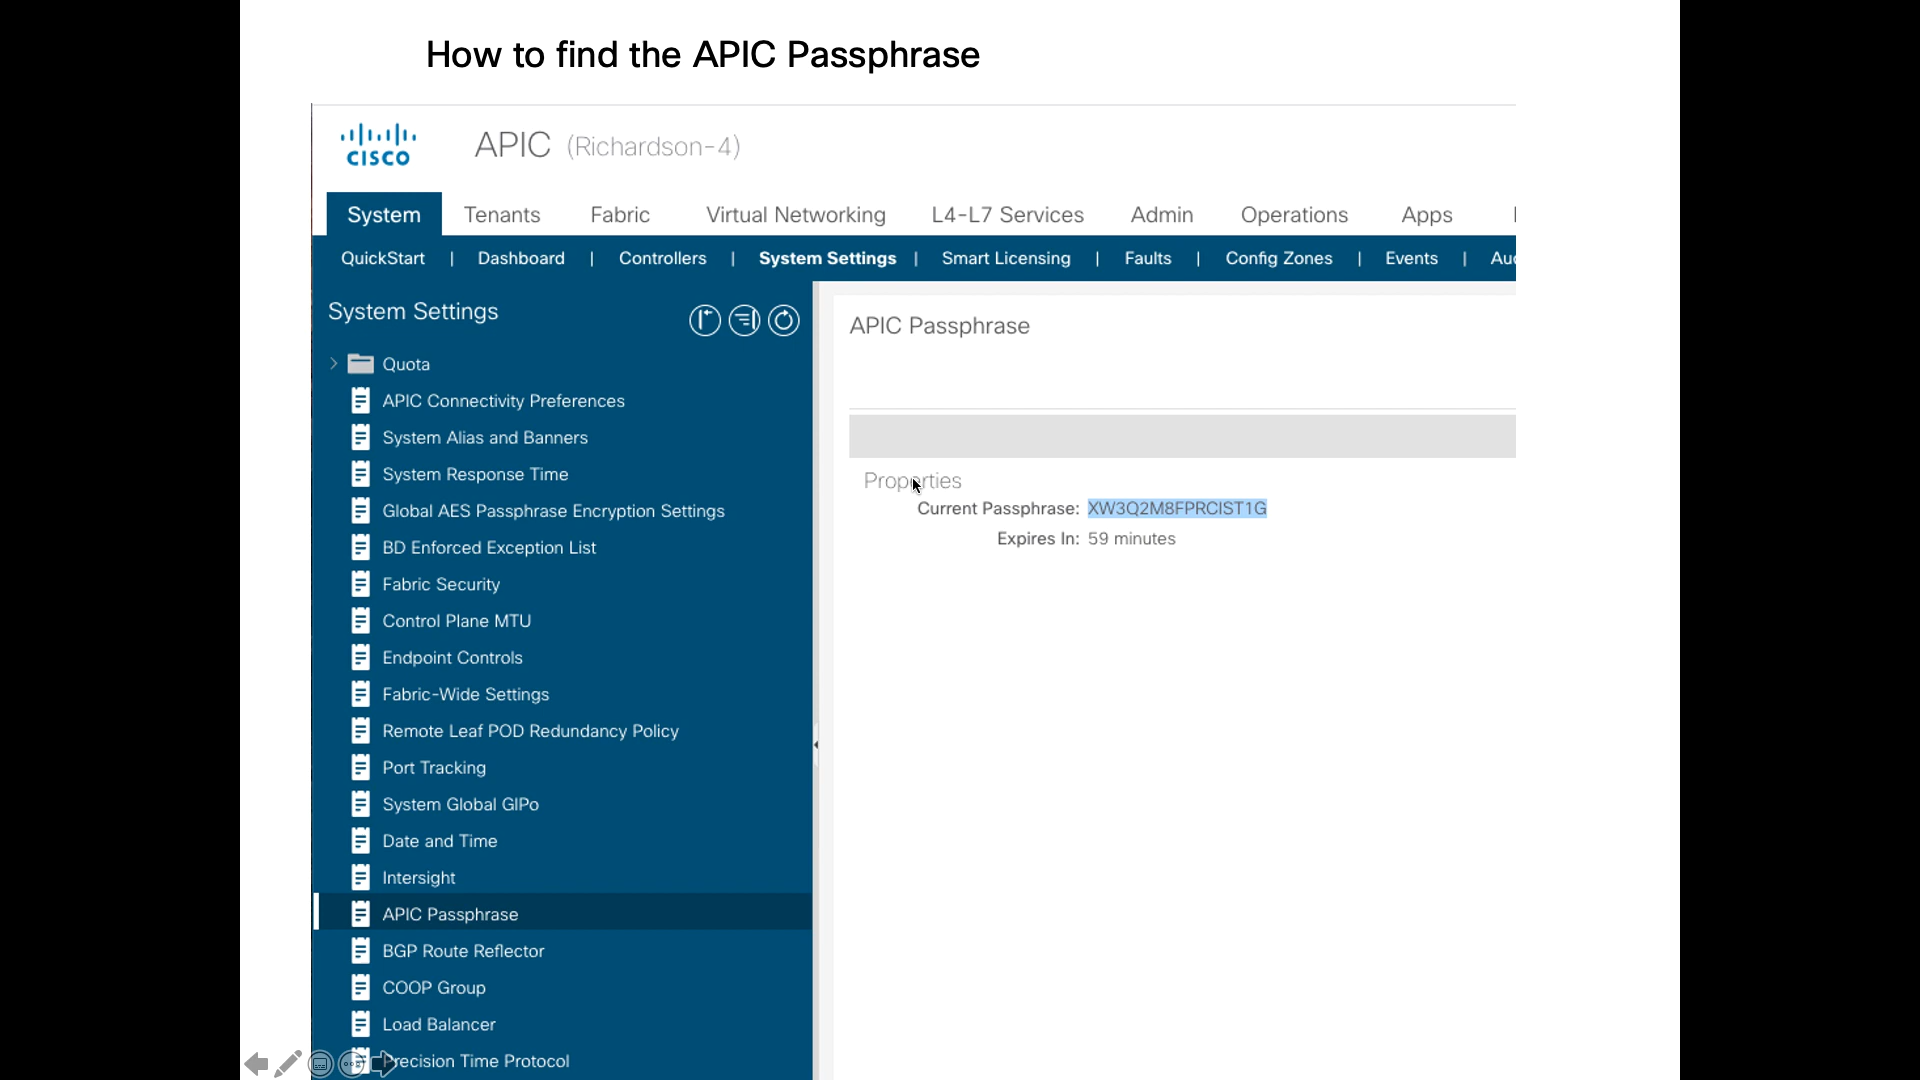 How to find the APIC Passphrase
CISCO
APIC (Richardson-4)
System Tenants Fabric Virtual Networking L4-L7 Services Admin Operations Apps
QuickStart | Dashboard | Controllers | System Settings | Smart Licensing | Faults | Config Zones | Events |
System Settings
Quota
APIC Connectivity Preferences
System Alias and Banners
System Response Time
Global AES Passphrase Encryption Settings
BD Enforced Exception List
Fabric Security
Control Plane MTU
Endpoint Controls
Fabric-Wide Settings
Remote Leaf POD Redundancy Policy
Port Tracking
System Global GIPo
Date and Time
Intersight
APIC Passphrase
BGP Route Reflector
COOP Group
Load Balancer
Precision Time Protocol
APIC Passphrase
Properties
Current Passphrase: XW3Q2M8FPRCIST1G
Expires In: 59 minutes